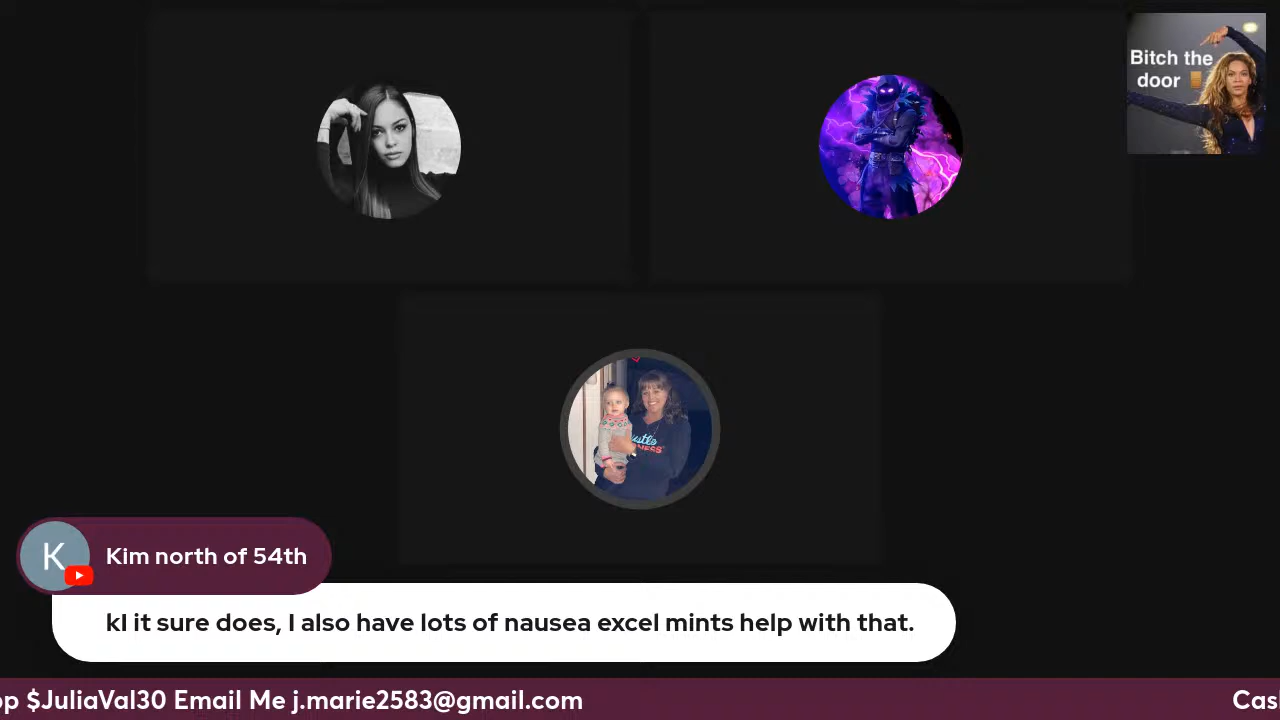 Bitch the
door
Kim north of 54th
kl it sure does, I also have lots of nausea excel mints help with that.
pp $JuliaVal30 Email Me j.marie2583@gmail.com
Cas